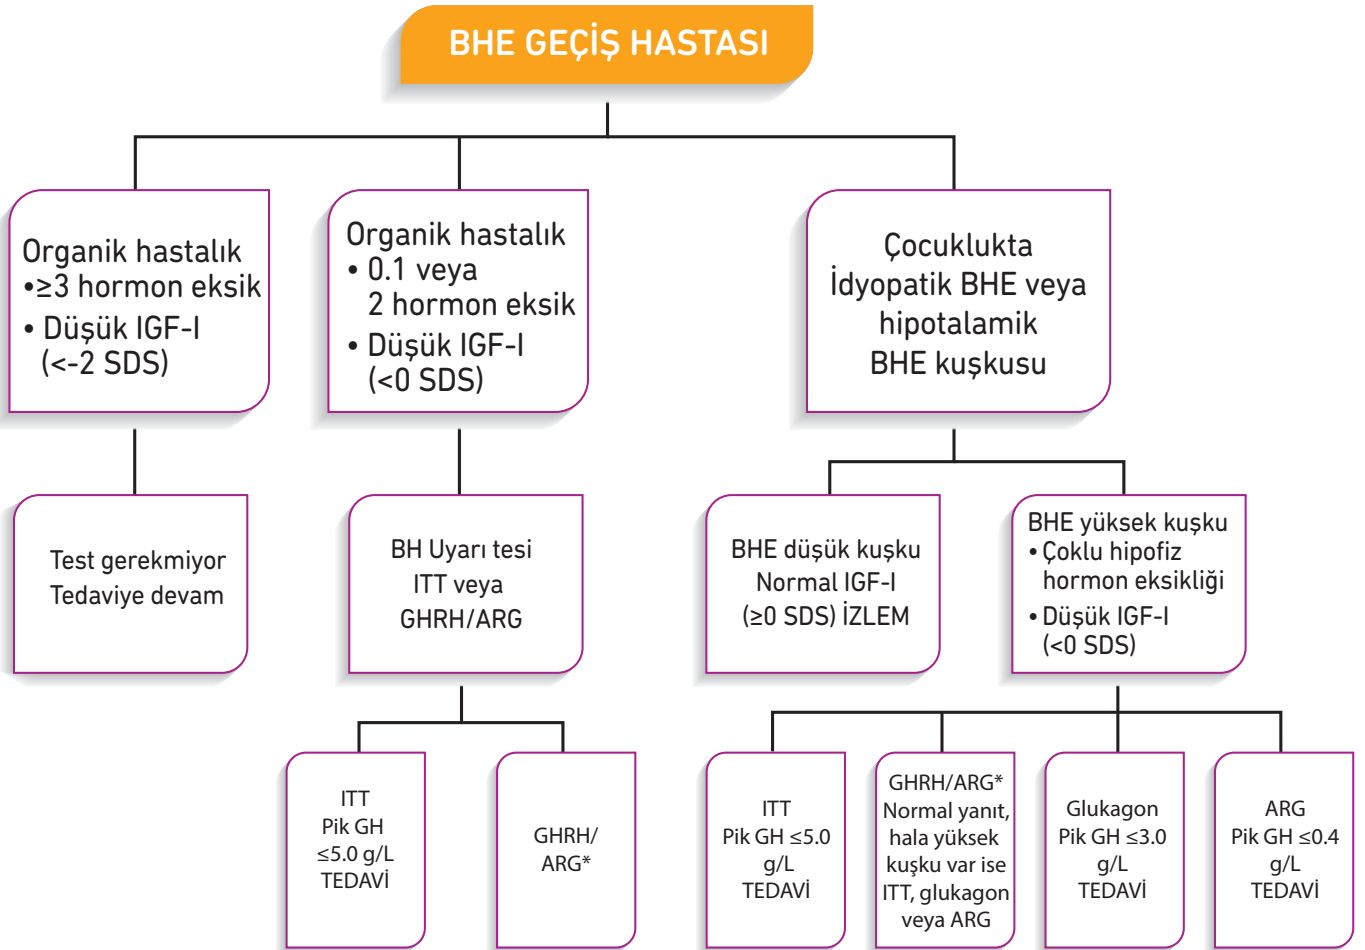 BHE GEÇİŞ HASTASI
Organik hastalık
•≥3 hormon eksik
• Düşük IGF-I
(<-2 SDS)
Organik hastalık
• 0.1 veya
2 hormon eksik
• Düşük IGF-I
(<0 SDS)
Çocuklukta
İdyopatik BHE veya
hipotalamik
BHE kuşkusu
Test gerekmiyor
Tedaviye devam
BH Uyarı tesi
ITT veya
GHRH/ARG
BHE düşük kuşku
Normal IGF-I
(≥0 SDS) İZLEM
BHE yüksek kuşku
• Çoklu hipofiz
hormon eksikliği
• Düşük IGF-I
(<0 SDS)
ITT
Pik GH
≤5.0 g/L
TEDAVİ
GHRH/
ARG*
ITT
Pik GH ≤5.0
g/L
TEDAVİ
GHRH/ARG*
Normal yanıt,
hala yüksek
kuşku var ise
ITT, glukagon
veya ARG
Glukagon
Pik GH ≤3.0
g/L
TEDAVİ
ARG
Pik GH ≤0.4
g/L
TEDAVİ